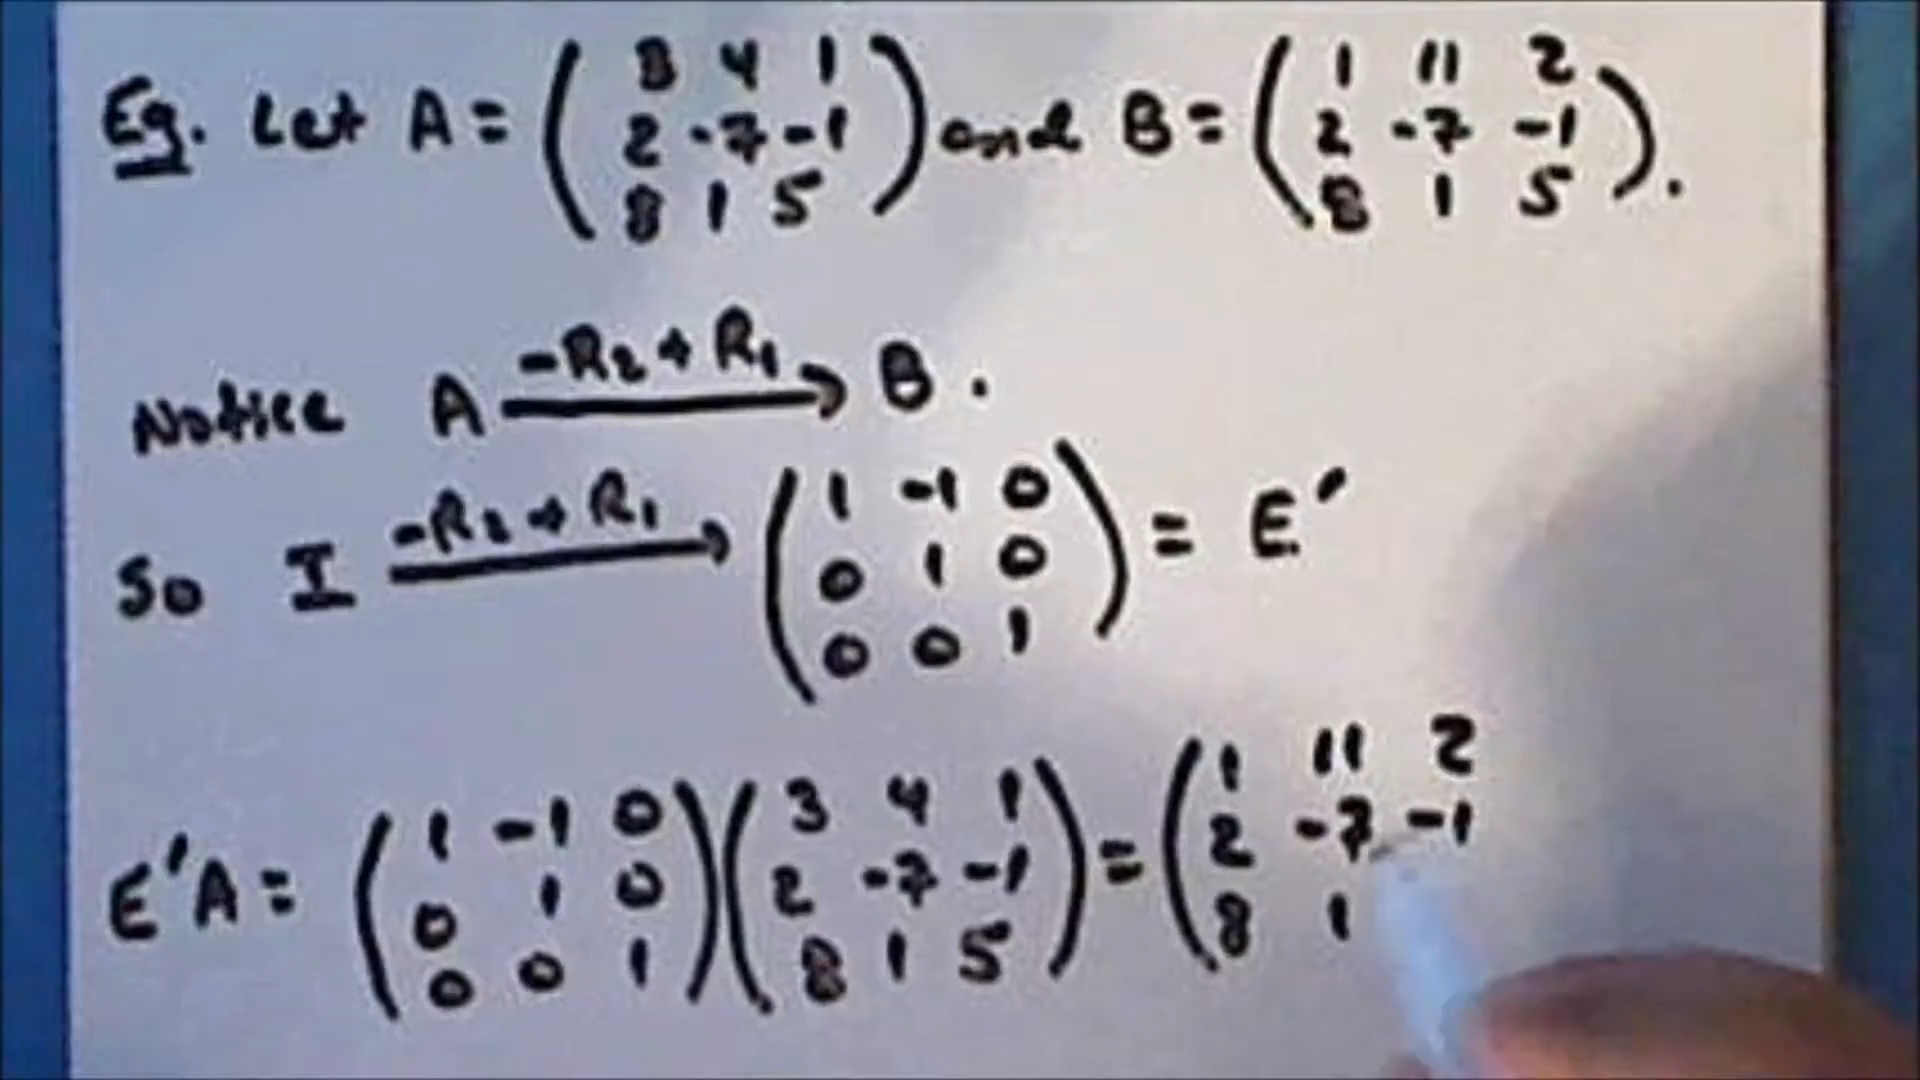 Eg. Let A = ( 3 4 1 ) and B = ( 1 11 2 ).
2 -7 -1 2 -7 -1
8 1 5 8 1 5
Notice A -R2 + R1 → B.
So I -R2 + R1 → ( 1 -1 0 ) = E'
0 1 0
0 0 1
E'A = ( 1 -1 0 ) ( 3 4 1 ) = ( 1 11 2
0 1 0 2 -7 -1 2 -7 -1
0 0 1 8 1 5 8 1